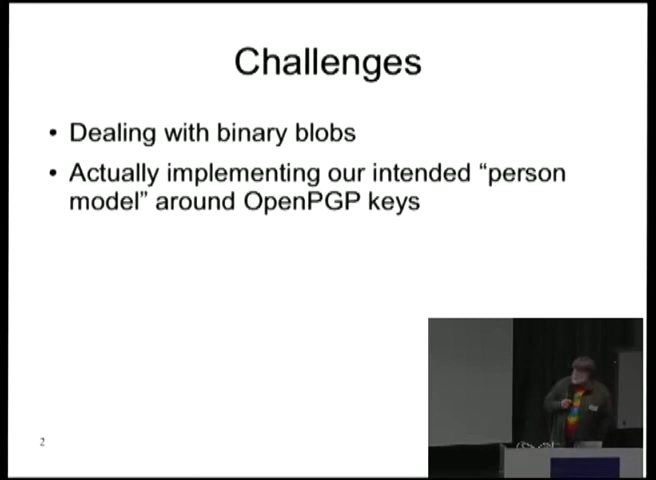 Challenges
• Dealing with binary blobs
• Actually implementing our intended “person
model” around OpenPGP keys
2